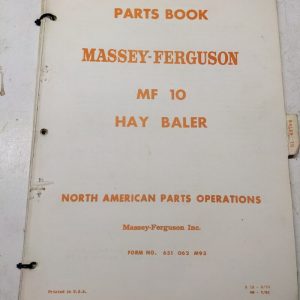 PARTS BOOK
MASSEY-FERGUSON
MF 10
HAY BALER
NORTH AMERICAN PARTS OPERATIONS
Massey-Ferguson Inc.
FORM NO. 651 062 M93
Printed in U.S.A.